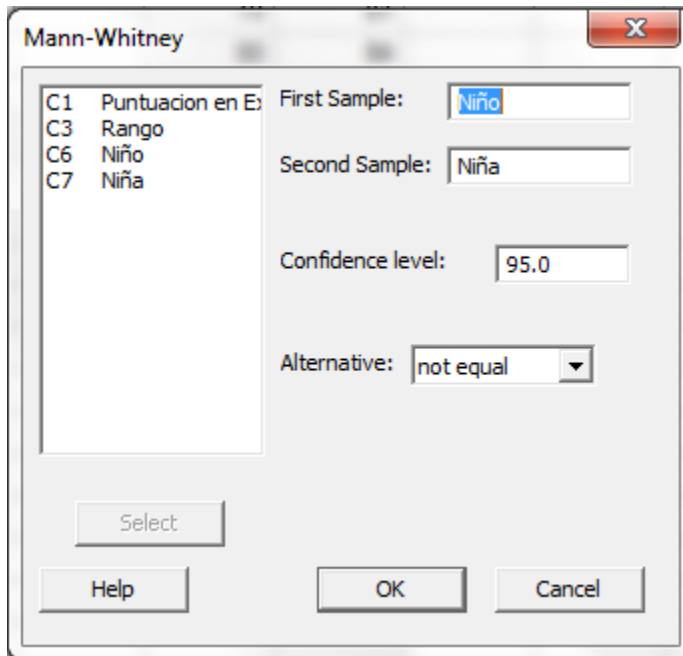 Mann-Whitney
C1 Puntuacion en Ex
C3 Rango
C6 Niño
C7 Niña
First Sample: Niño
Second Sample: Niña
Confidence level: 95.0
Alternative: not equal
Select
Help OK Cancel